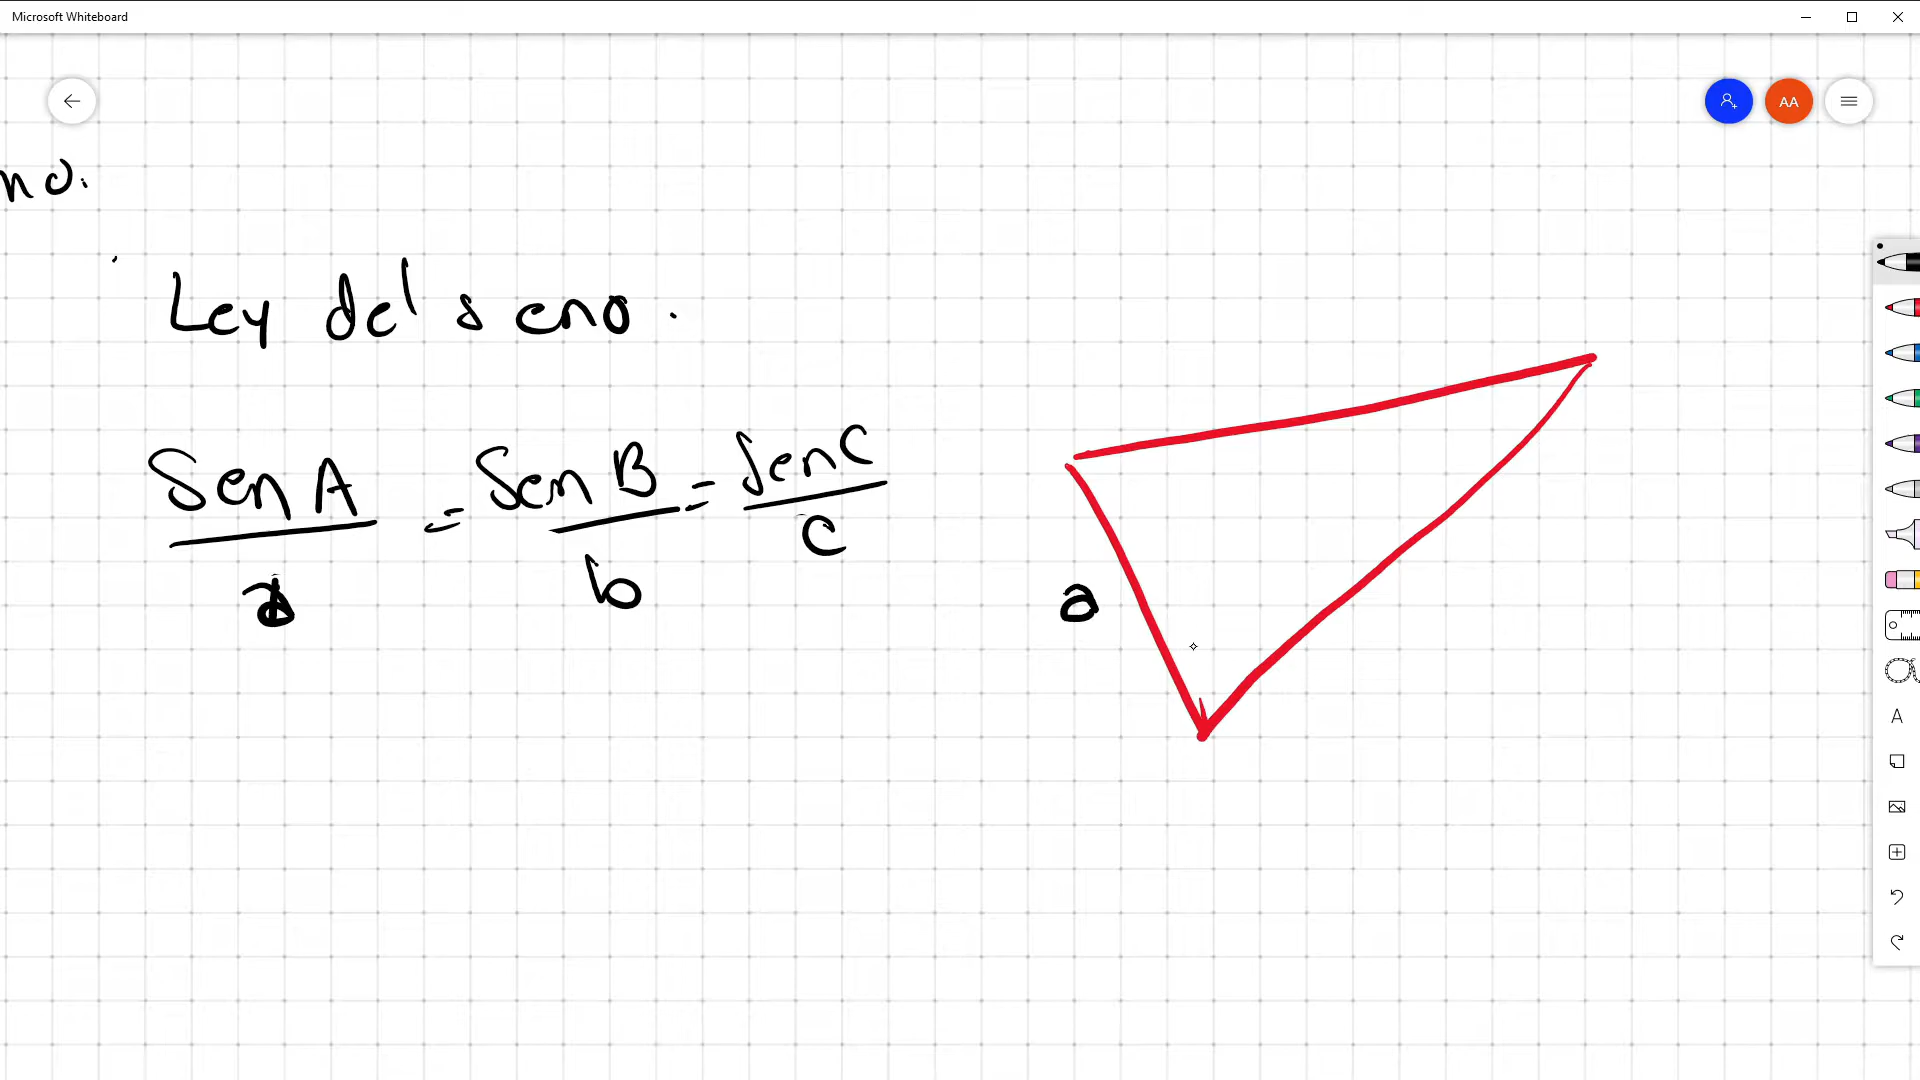 Microsoft Whiteboard
AA
no.
Ley del seno.
Sen A / a = Sen B / b = Sen C / c
a
A